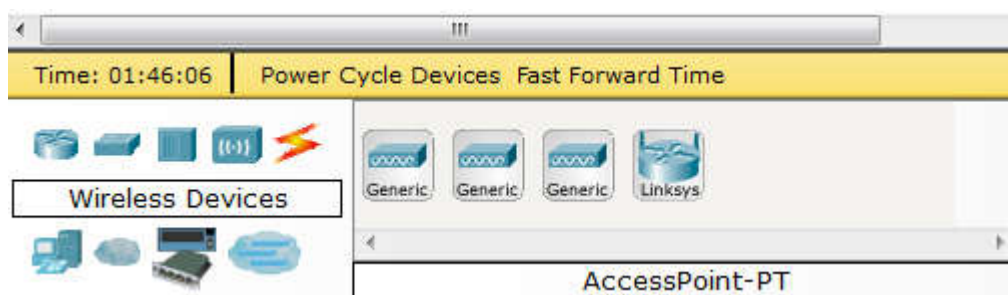 Time: 01:46:06 Power Cycle Devices Fast Forward Time
Generic Generic Generic Linksys
Wireless Devices
AccessPoint-PT